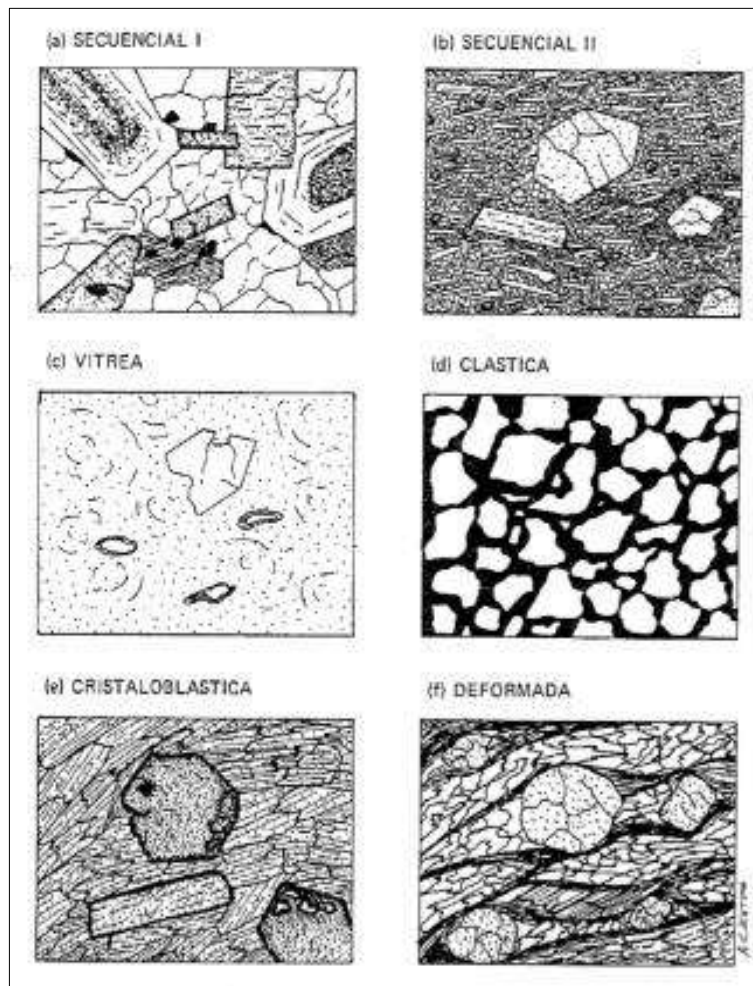 (a) SECUENCIAL I
(b) SECUENCIAL II
(c) VITREA
(d) CLASTICA
(e) CRISTALOBLASTICA
(f) DEFORMADA